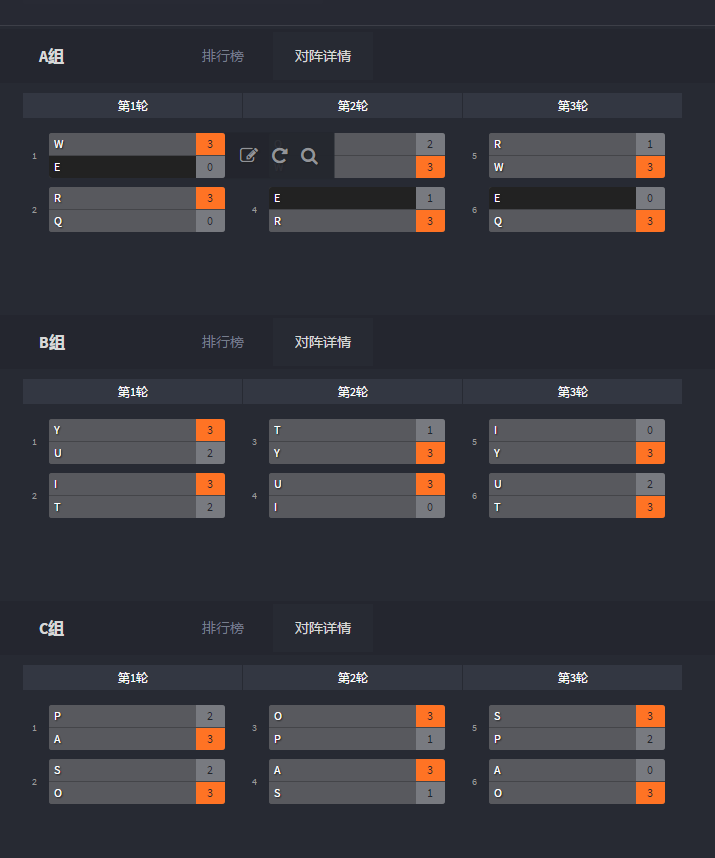 A组 排行榜 对阵详情
第1轮 第2轮 第3轮
1 W 3 2 5 R 1
E 0 3 W 3
2 R 3 4 E 1 6 E 0
Q 0 R 3 Q 3
B组 排行榜 对阵详情
第1轮 第2轮 第3轮
1 Y 3 3 T 1 5 I 0
U 2 Y 3 Y 3
2 I 3 4 U 3 6 U 2
T 2 I 0 T 3
C组 排行榜 对阵详情
第1轮 第2轮 第3轮
1 P 2 3 O 3 5 S 3
A 3 P 1 P 2
2 S 2 4 A 3 6 A 0
O 3 S 1 O 3